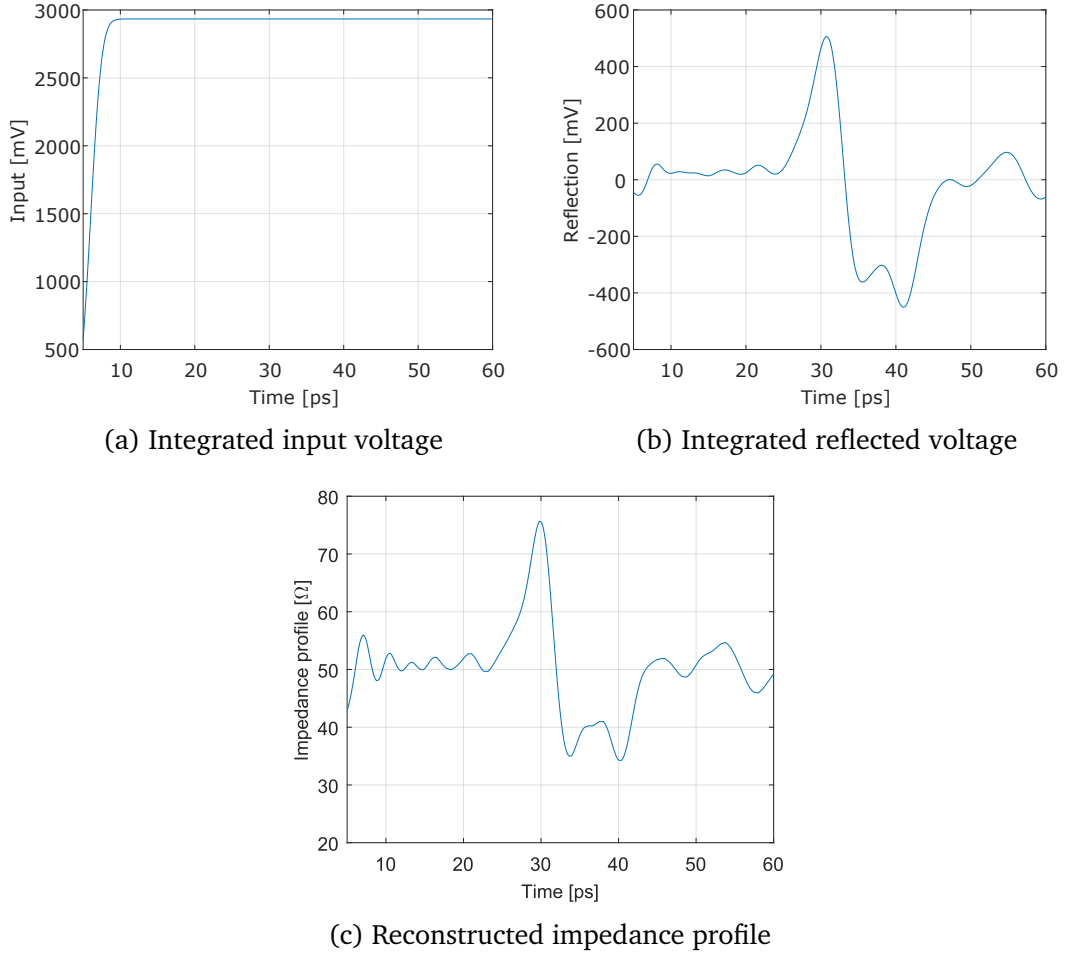 3000
2500
2000
1500
1000
500
Input [mV]
10 20 30 40 50 60
Time [ps]
(a) Integrated input voltage
600
400
200
0
-200
-400
-600
Reflection [mV]
10 20 30 40 50 60
Time [ps]
(b) Integrated reflected voltage
80
70
60
50
40
30
20
Impedance profile [Ω]
10 20 30 40 50 60
Time [ps]
(c) Reconstructed impedance profile